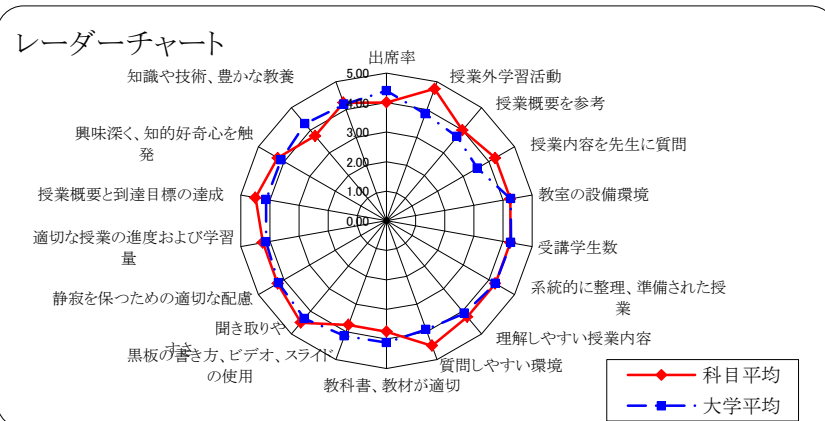 レーダーチャート
出席率
授業外学習活動
授業概要を参考
授業内容を先生に質問
教室の設備環境
受講学生数
系統的に整理、準備された授
業
理解しやすい授業内容
質問しやすい環境
教科書、教材が適切
黒板の書き方、ビデオ、スライド
の使用
聞き取りや
すさ
静寂を保つための適切な配慮
適切な授業の進度および学習
量
授業概要と到達目標の達成
興味深く、知的好奇心を触
発
知識や技術、豊かな教養
5.00
4.00
3.00
2.00
1.00
0.00
科目平均
大学平均